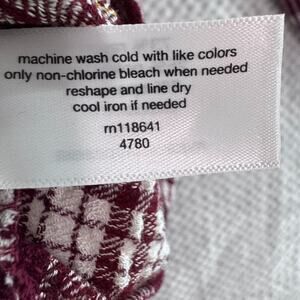 machine wash cold with like colors
only non-chlorine bleach when needed
reshape and line dry
cool iron if needed
rn118641
4780